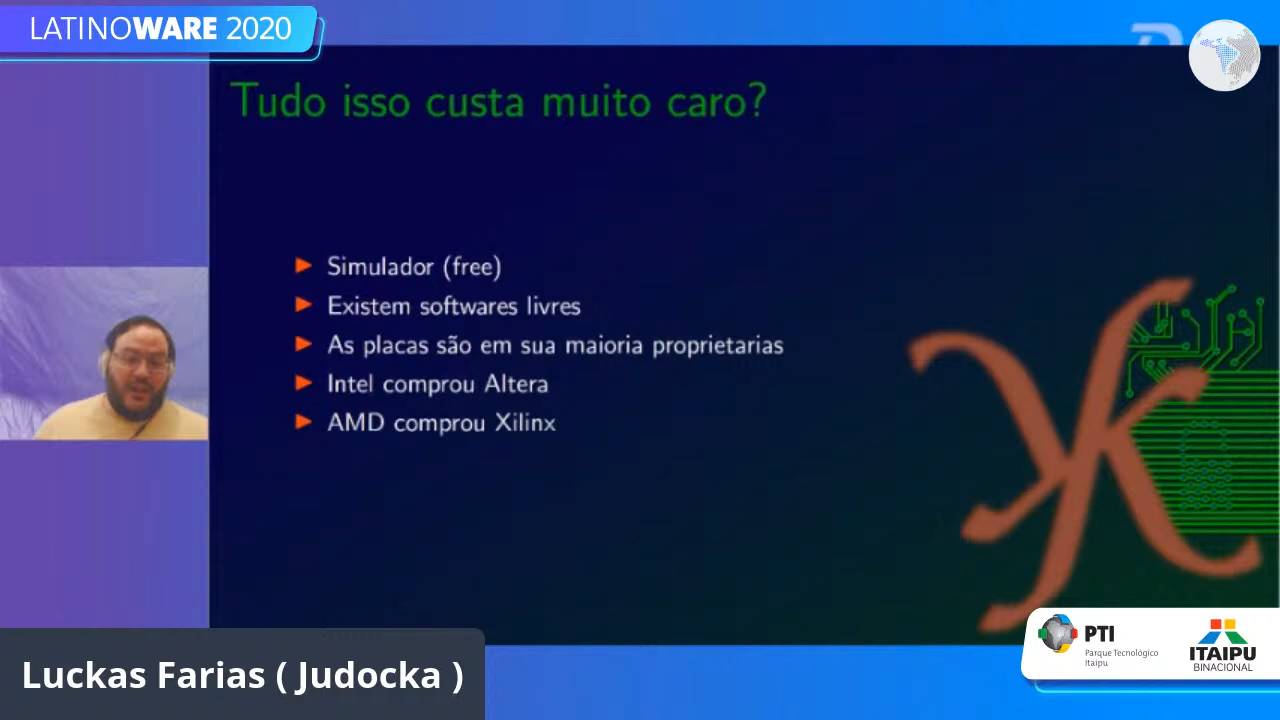 LATINOWARE 2020
Tudo isso custa muito caro?
Simulador (free)
Existem softwares livres
As placas são em sua maioria proprietarias
Intel comprou Altera
AMD comprou Xilinx
PTI
Parque Tecnológico
Itaipu
ITAIPU
BINACIONAL
Luckas Farias ( Judocka )